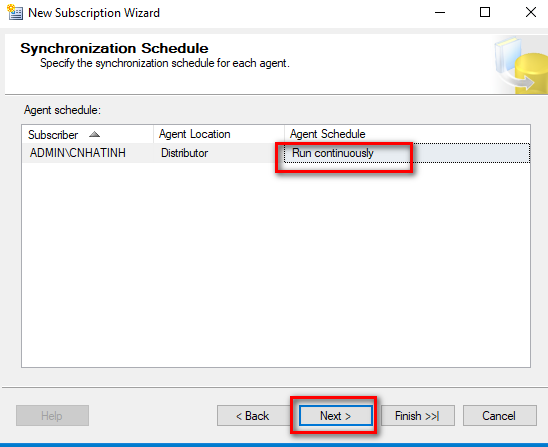 New Subscription Wizard
Synchronization Schedule
Specify the synchronization schedule for each agent.
Agent schedule:
Subscriber Agent Location Agent Schedule
ADMIN\CNHATINH Distributor Run continuously
Help < Back Next > Finish >>| Cancel